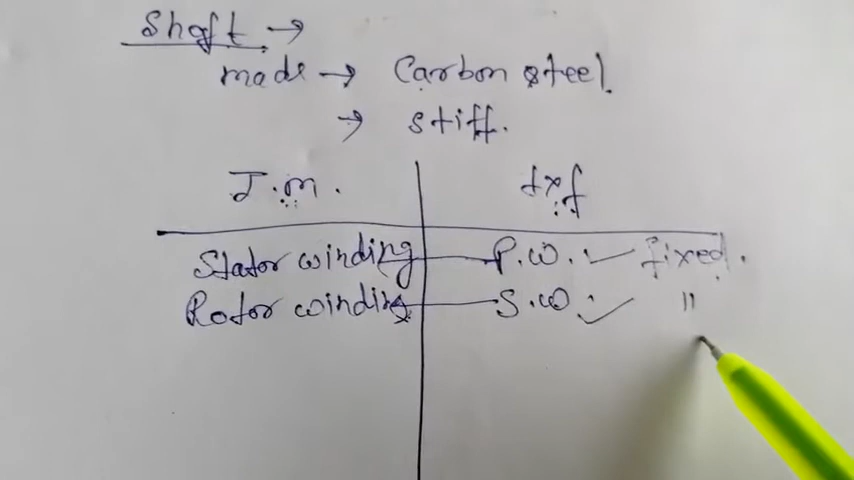 Shaft →
made → Carbon steel.
→ stiff.
I.m. txf
Stator winding P.W. ✓ fixed.
Rotor winding S.W. ✓ "